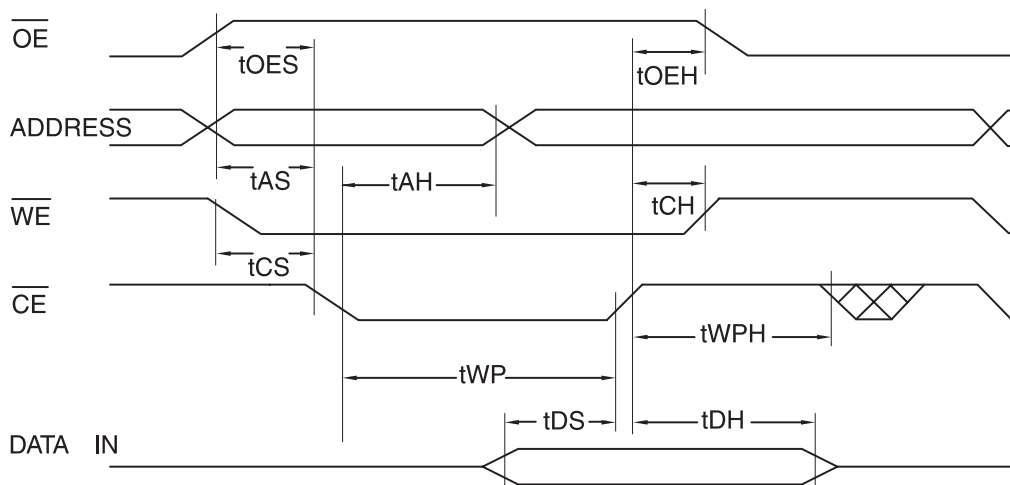 OE
tOES
tOEH
ADDRESS
tAS
tAH
tCH
WE
tCS
CE
tWPH
tWP
tDS
tDH
DATA IN